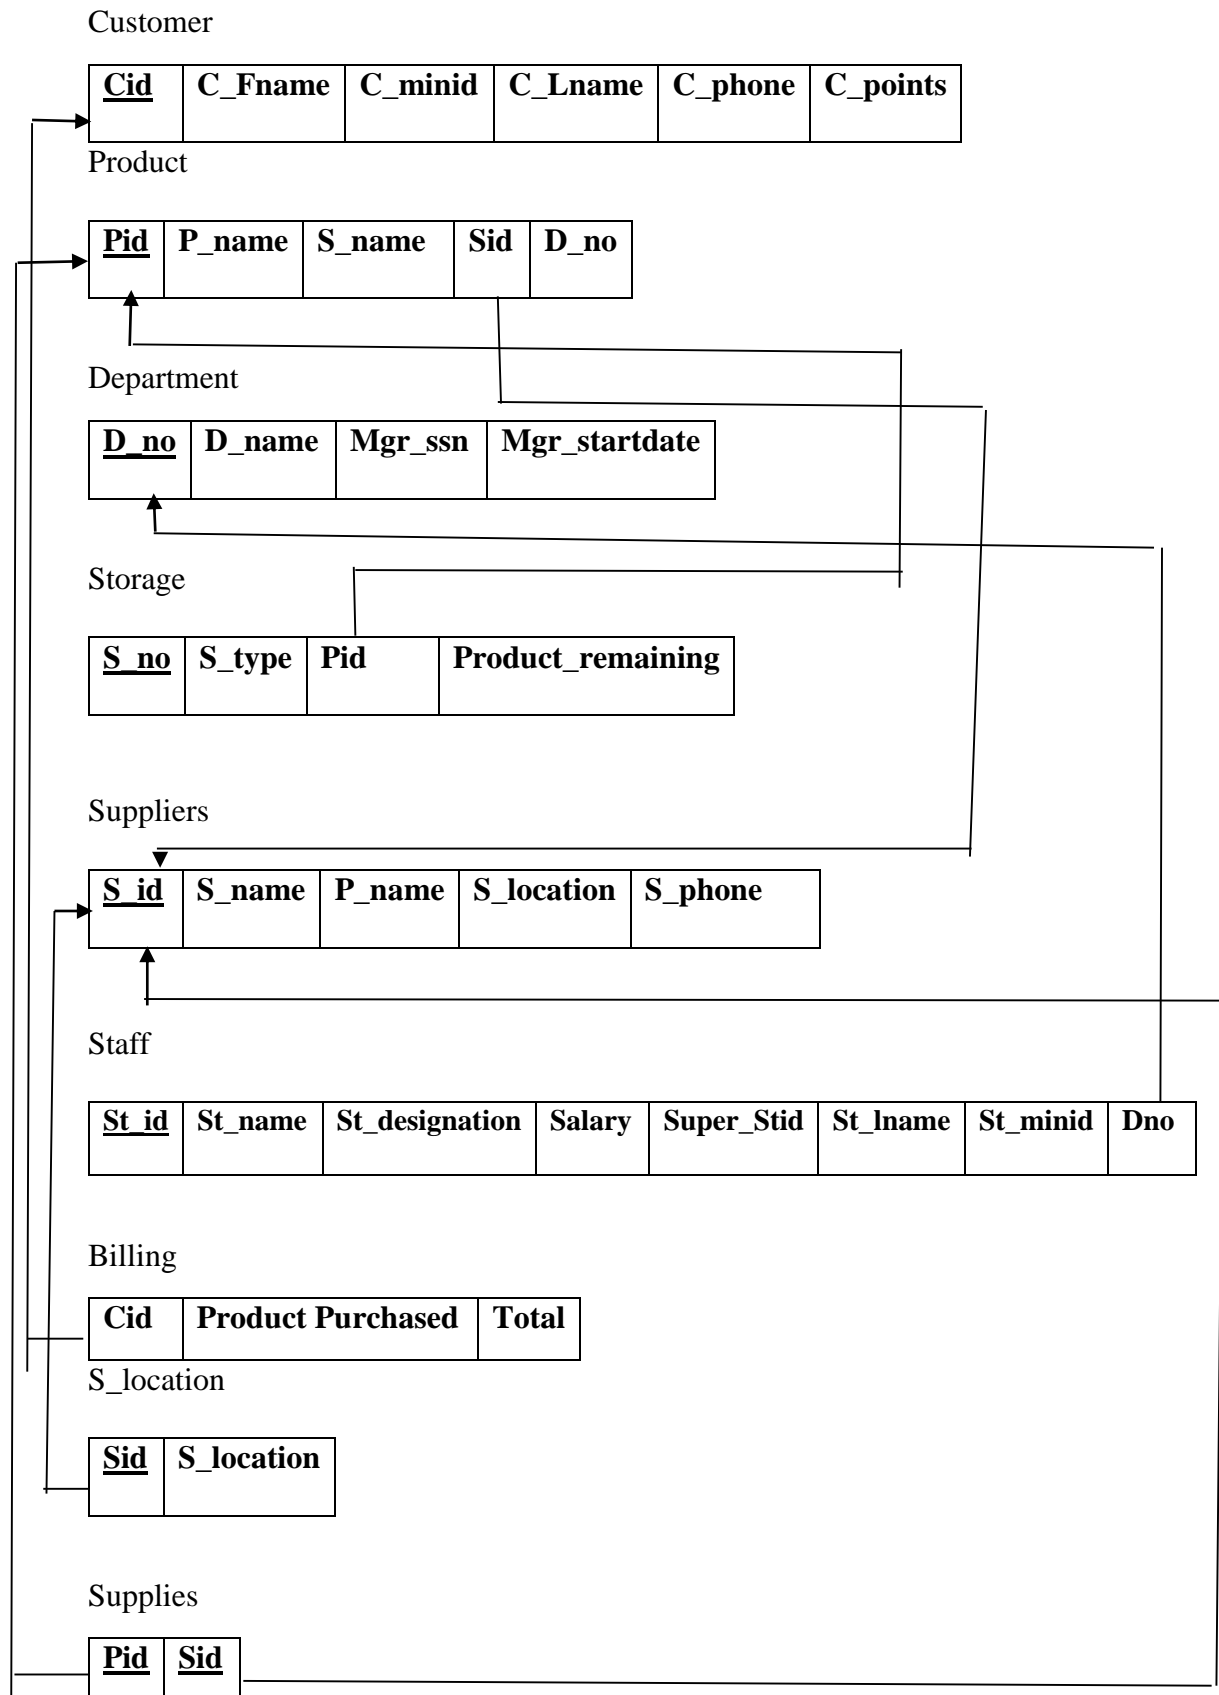 Customer
Cid C_Fname C_minid C_Lname C_phone C_points
Product
Pid P_name S_name Sid D_no
Department
D_no D_name Mgr_ssn Mgr_startdate
Storage
S_no S_type Pid Product_remaining
Suppliers
S_id S_name P_name S_location S_phone
Staff
St_id St_name St_designation Salary Super_Stid St_lname St_minid Dno
Billing
Cid Product Purchased Total
S_location
Sid S_location
Supplies
Pid Sid